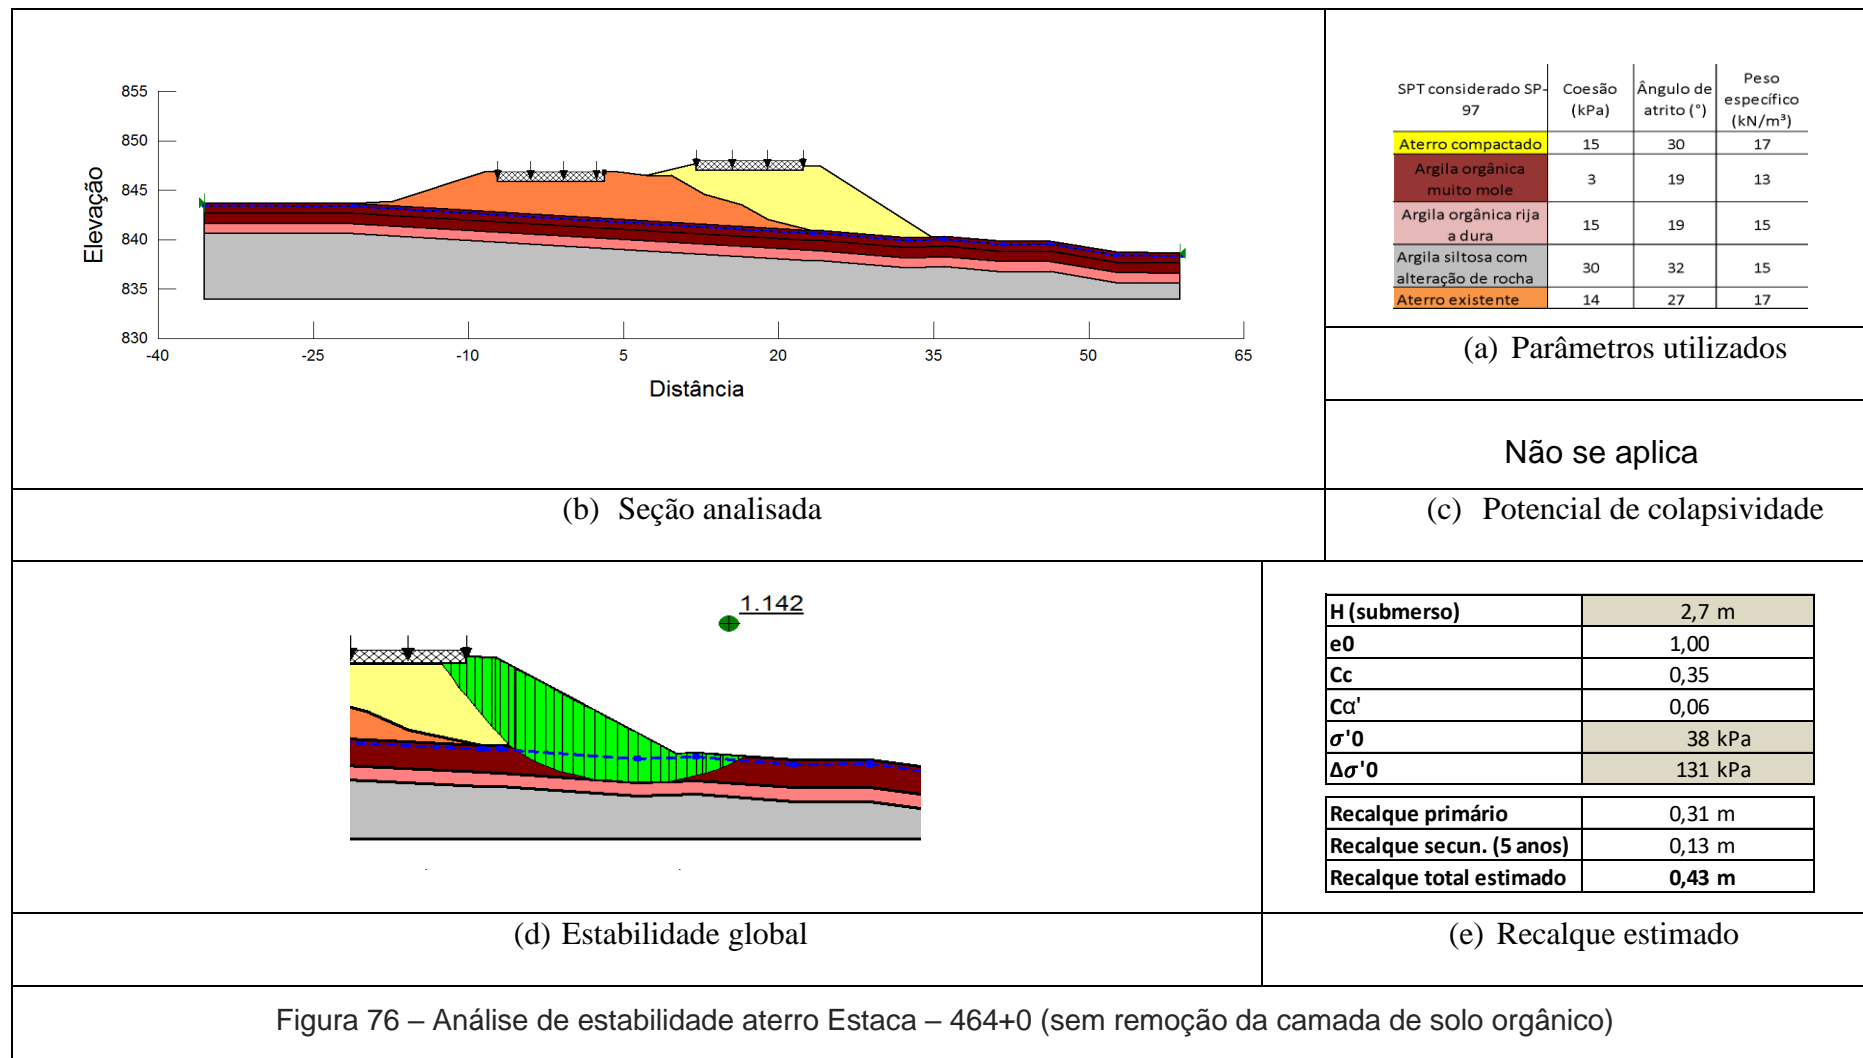 855
850
845
840
835
830
-40
-25
-10
5
20
35
50
65
Elevação
Distância
(b) Seção analisada
SPT considerado SP-97 Coesão (kPa) Ângulo de atrito (°) Peso específico (kN/m³)
Aterro compactado 15 30 17
Argila orgânica muito mole 3 19 13
Argila orgânica rija a dura 15 19 15
Argila siltosa com alteração de rocha 30 32 15
Aterro existente 14 27 17
(a) Parâmetros utilizados
Não se aplica
(c) Potencial de colapsividade
1.142
(d) Estabilidade global
H (submerso) 2,7 m
e0 1,00
Cc 0,35
Cα' 0,06
σ'0 38 kPa
Δσ'0 131 kPa
Recalque primário 0,31 m
Recalque secun. (5 anos) 0,13 m
Recalque total estimado 0,43 m
(e) Recalque estimado
Figura 76 – Análise de estabilidade aterro Estaca – 464+0 (sem remoção da camada de solo orgânico)